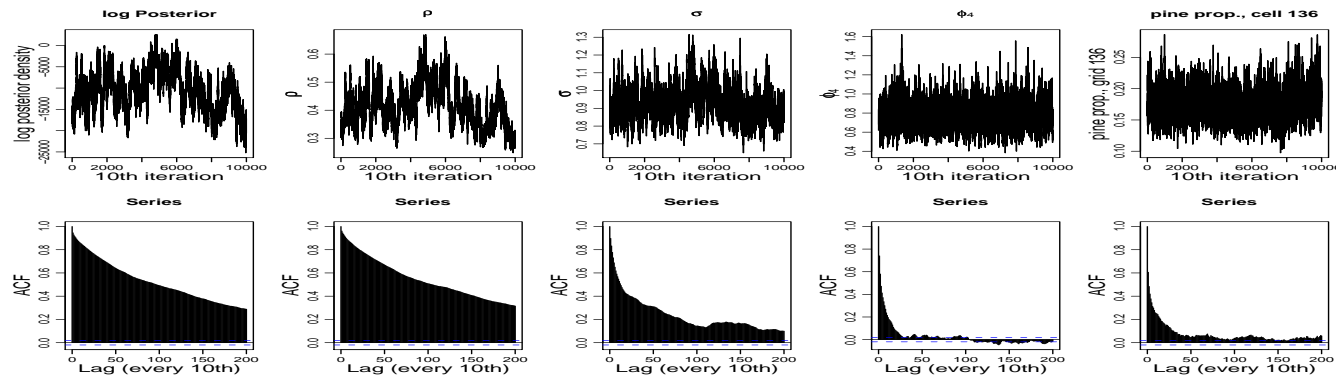 log Posterior
log posterior density
-25000 -15000 -5000 0
0 2000 6000 10000
10th iteration
ρ
ρ
0.3 0.4 0.5 0.6
0 2000 6000 10000
10th iteration
σ
σ
0.7 0.8 0.9 1.0 1.1 1.2 1.3
0 2000 6000 10000
10th iteration
ϕ₄
ϕ₄
0.4 0.6 0.8 1.0 1.2 1.4 1.6
0 4000 10000
10th iteration
pine prop., cell 136
pine prop., grid 136
0.10 0.15 0.20 0.25
0 4000 10000
10th iteration
Series
ACF
0.0 0.2 0.4 0.6 0.8 1.0
0 50 100 150 200
Lag (every 10th)
Series
ACF
0.0 0.2 0.4 0.6 0.8 1.0
0 50 100 150 200
Lag (every 10th)
Series
ACF
0.0 0.2 0.4 0.6 0.8 1.0
0 50 100 150 200
Lag (every 10th)
Series
ACF
0.0 0.2 0.4 0.6 0.8 1.0
0 50 100 150 200
Lag (every 10th)
Series
ACF
0.0 0.2 0.4 0.6 0.8 1.0
0 50 100 150 200
Lag (every 10th)